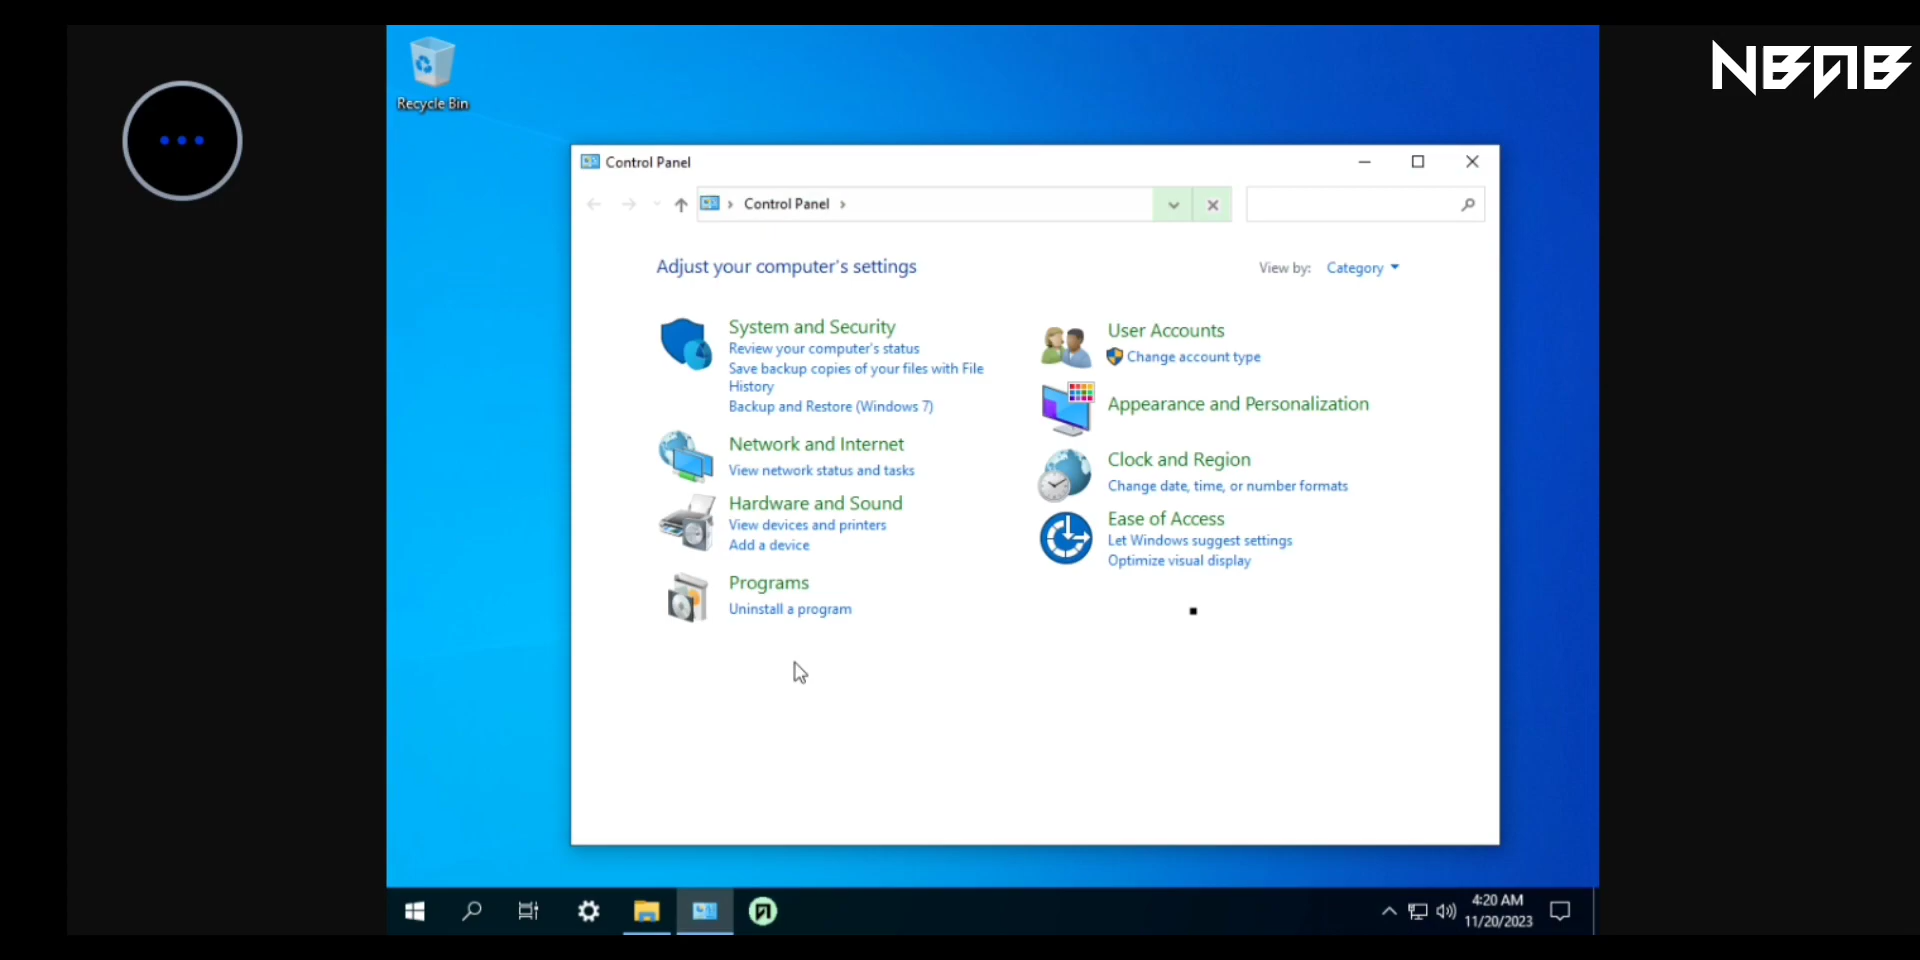 NBAB
Recycle Bin
Control Panel
Control Panel
Adjust your computer's settings
View by: Category
System and Security
Review your computer's status
Save backup copies of your files with File
History
Backup and Restore (Windows 7)
Network and Internet
View network status and tasks
Hardware and Sound
View devices and printers
Add a device
Programs
Uninstall a program
User Accounts
Change account type
Appearance and Personalization
Clock and Region
Change date, time, or number formats
Ease of Access
Let Windows suggest settings
Optimize visual display
4:20 AM
11/20/2023